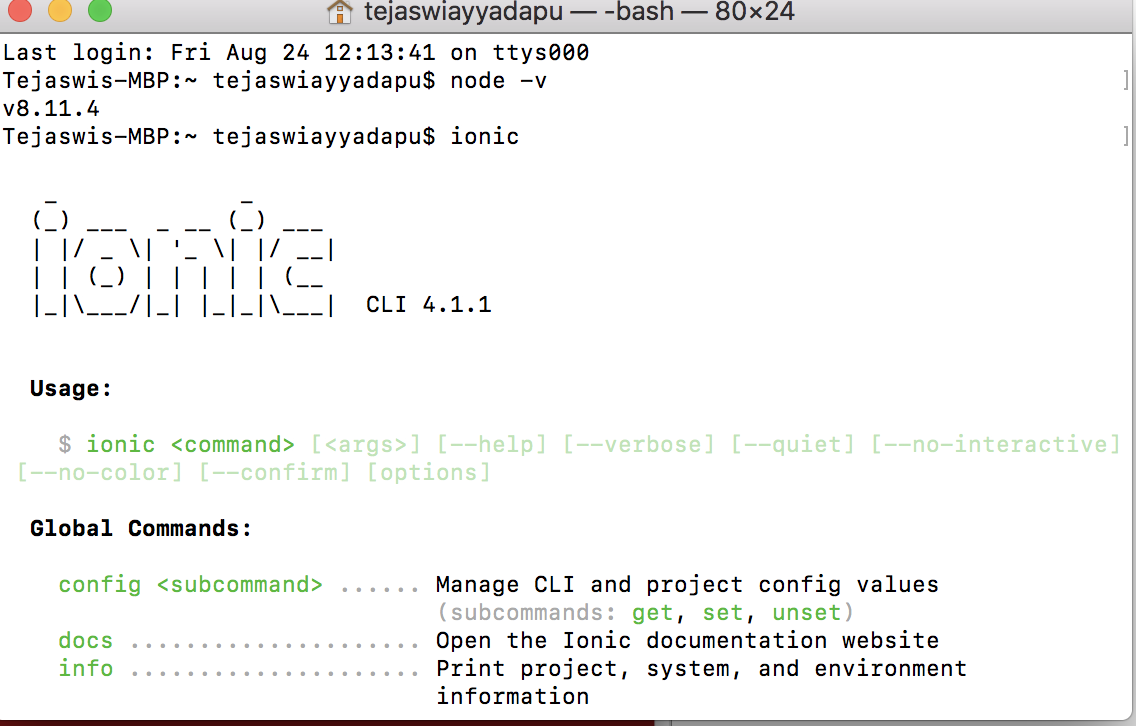 tejaswiayyadapu — -bash — 80×24
Last login: Fri Aug 24 12:13:41 on ttys000
Tejaswis-MBP:~ tejaswiayyadapu$ node -v
v8.11.4
Tejaswis-MBP:~ tejaswiayyadapu$ ionic
   _             _
  (_) ___  _ __ (_) ___
  | |/ _ \| '_ \| |/ __|
  | | (_) | | | | | (__
  |_|\___/|_| |_|_|\___|  CLI 4.1.1
  Usage:
    $ ionic <command> [<args>] [--help] [--verbose] [--quiet] [--no-interactive]
 [--no-color] [--confirm] [options]
  Global Commands:
    config <subcommand> ...... Manage CLI and project config values
                               (subcommands: get, set, unset)
    docs ..................... Open the Ionic documentation website
    info ..................... Print project, system, and environment
                               information